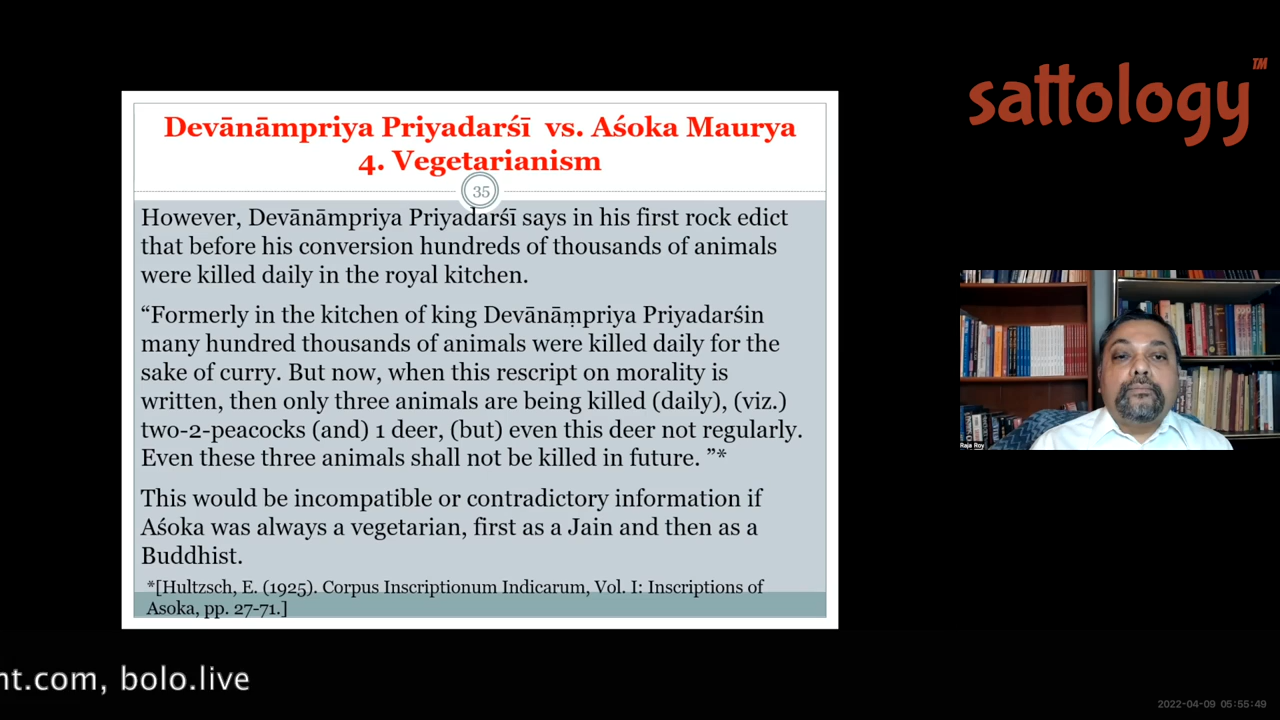 sattology™
Devānāmpriya Priyadarśī vs. Aśoka Maurya
4. Vegetarianism
35
However, Devānāmpriya Priyadarśī says in his first rock edict
that before his conversion hundreds of thousands of animals
were killed daily in the royal kitchen.
“Formerly in the kitchen of king Devānāṃpriya Priyadarśin
many hundred thousands of animals were killed daily for the
sake of curry. But now, when this rescript on morality is
written, then only three animals are being killed (daily), (viz.)
two-2-peacocks (and) 1 deer, (but) even this deer not regularly.
Even these three animals shall not be killed in future. ”*
This would be incompatible or contradictory information if
Aśoka was always a vegetarian, first as a Jain and then as a
Buddhist.
*[Hultzsch, E. (1925). Corpus Inscriptionum Indicarum, Vol. I: Inscriptions of
Asoka, pp. 27-71.]
Raja Roy
nt.com, bolo.live
2022-04-09 05:55:49